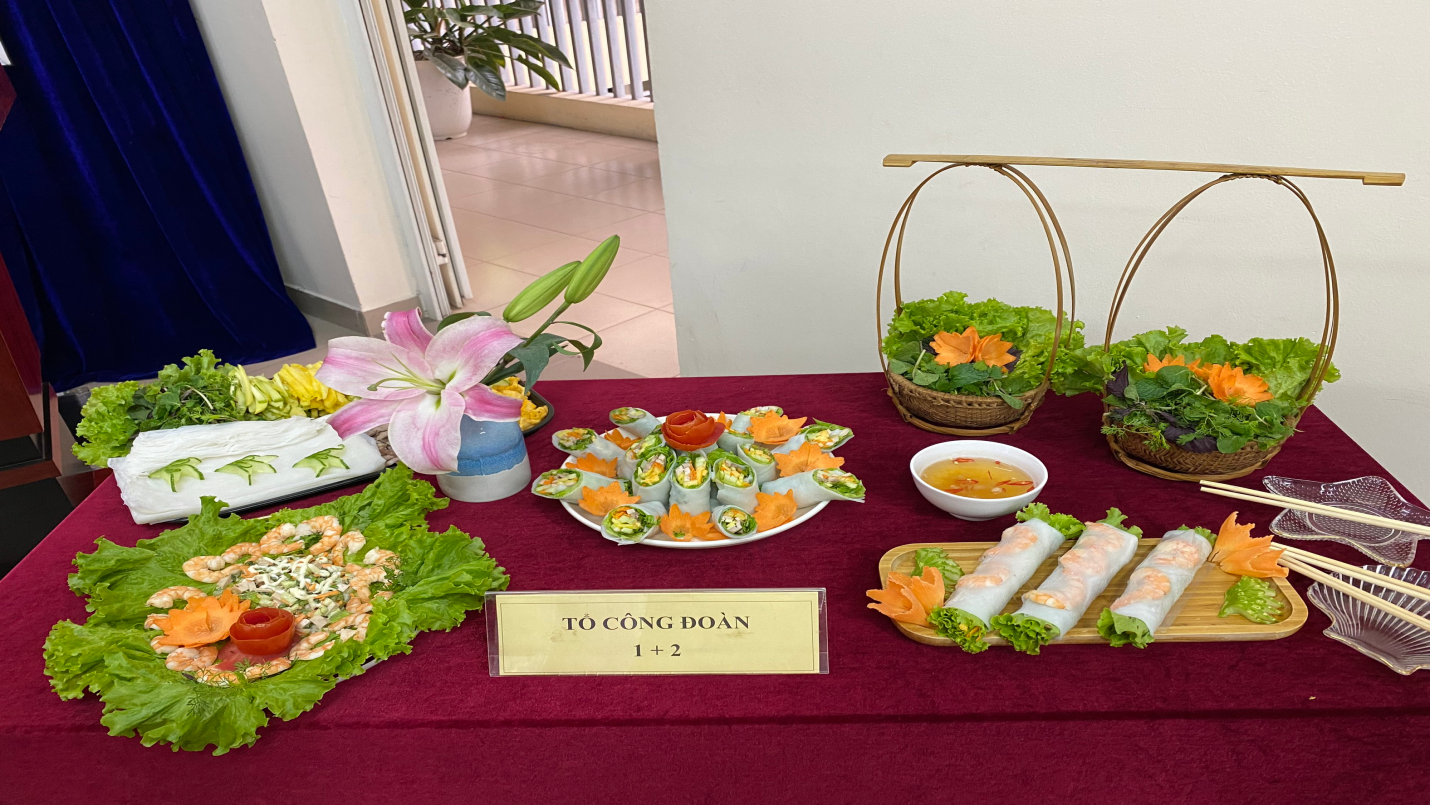 TỔ CÔNG ĐOÀN
1 + 2